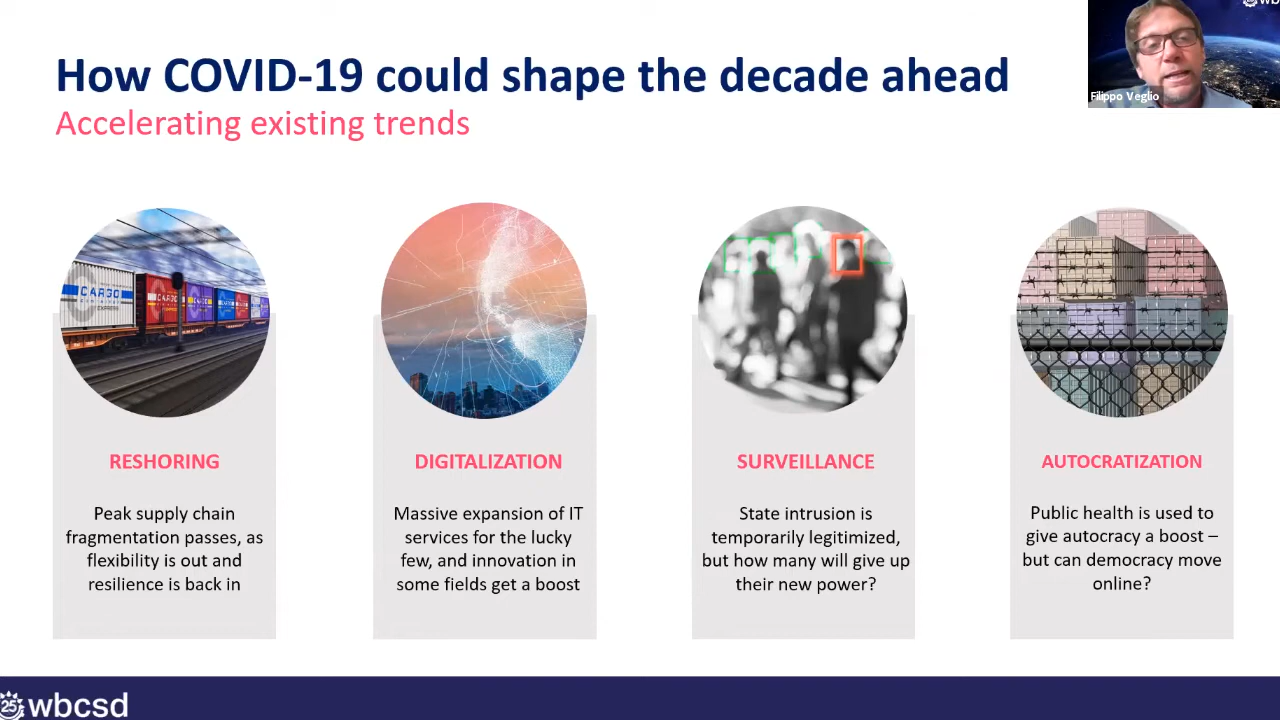 How COVID-19 could shape the decade ahead
Accelerating existing trends
wb
Filippo Veglio
CARGO
CARGO
CARGO
RESHORING
Peak supply chain
fragmentation passes, as
flexibility is out and
resilience is back in
DIGITALIZATION
Massive expansion of IT
services for the lucky
few, and innovation in
some fields get a boost
SURVEILLANCE
State intrusion is
temporarily legitimized,
but how many will give up
their new power?
AUTOCRATIZATION
Public health is used to
give autocracy a boost –
but can democracy move
online?
25 wbcsd